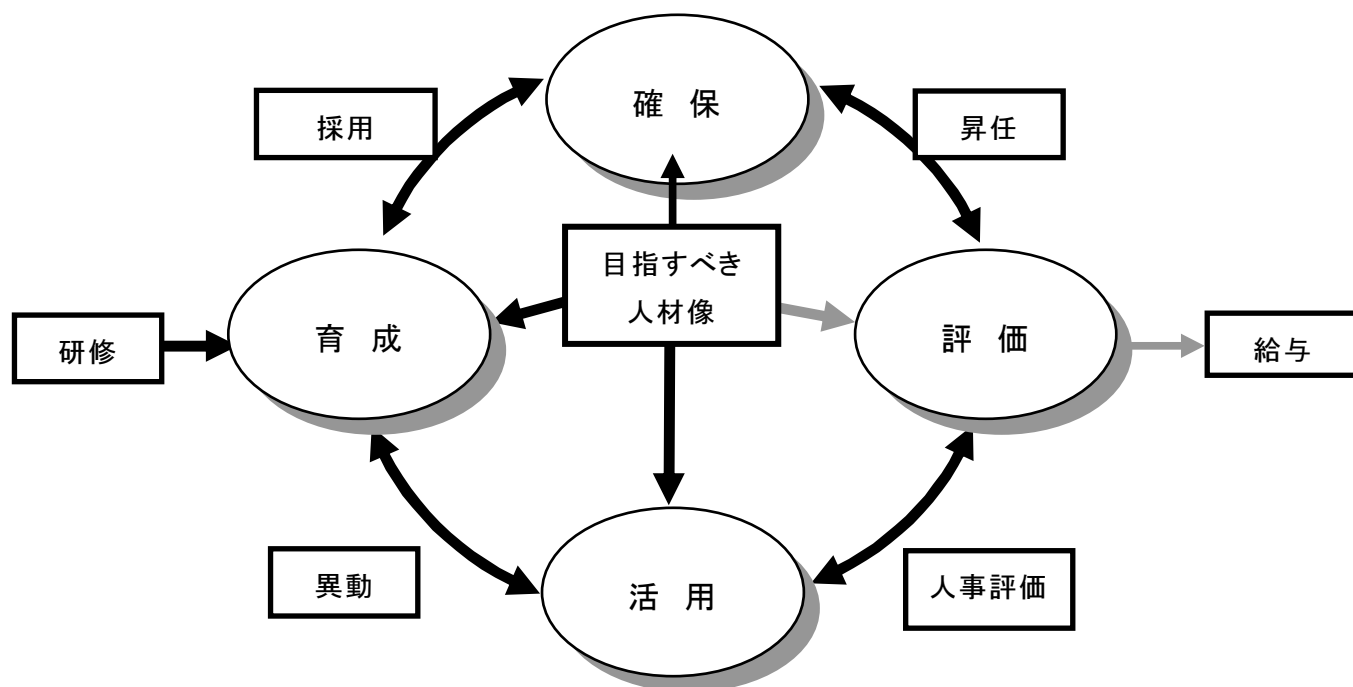 確 保
採用
昇任
目指すべき
人材像
研修
育 成
評 価
給与
異動
活 用
人事評価